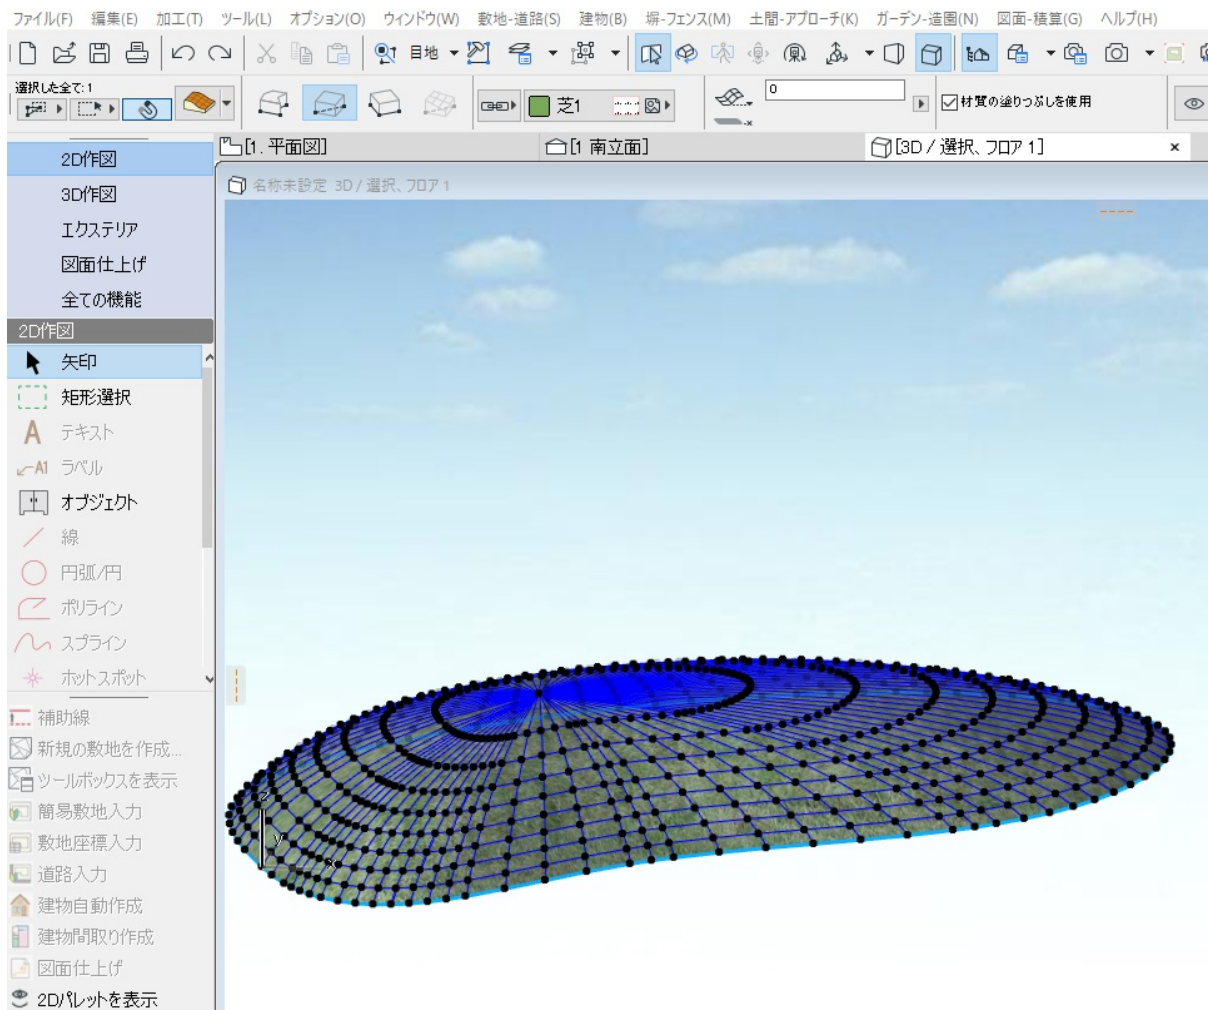 ファイル(F) 編集(E) 加工(T) ツール(L) オプション(O) ウィンドウ(W) 敷地-道路(S) 建物(B) 塀-フェンス(M) 土間-アプローチ(K) ガーデン-造園(N) 図面-積算(G) ヘルプ(H)
目地
選択した全て: 1
芝1
0
材質の塗りつぶしを使用
[1. 平面図] [1 南立面] [3D / 選択、フロア 1] ×
名称未設定 3D / 選択、フロア 1
2D作図
3D作図
エクステリア
図面仕上げ
全ての機能
2D作図
矢印
矩形選択
A テキスト
A1 ラベル
オブジェクト
線
円弧/円
ポリライン
スプライン
ホットスポット
補助線
新規の敷地を作成...
ツールボックスを表示
簡易敷地入力
敷地座標入力
道路入力
建物自動作成
建物間取り作成
図面仕上げ
2Dパレットを表示
z
y
x